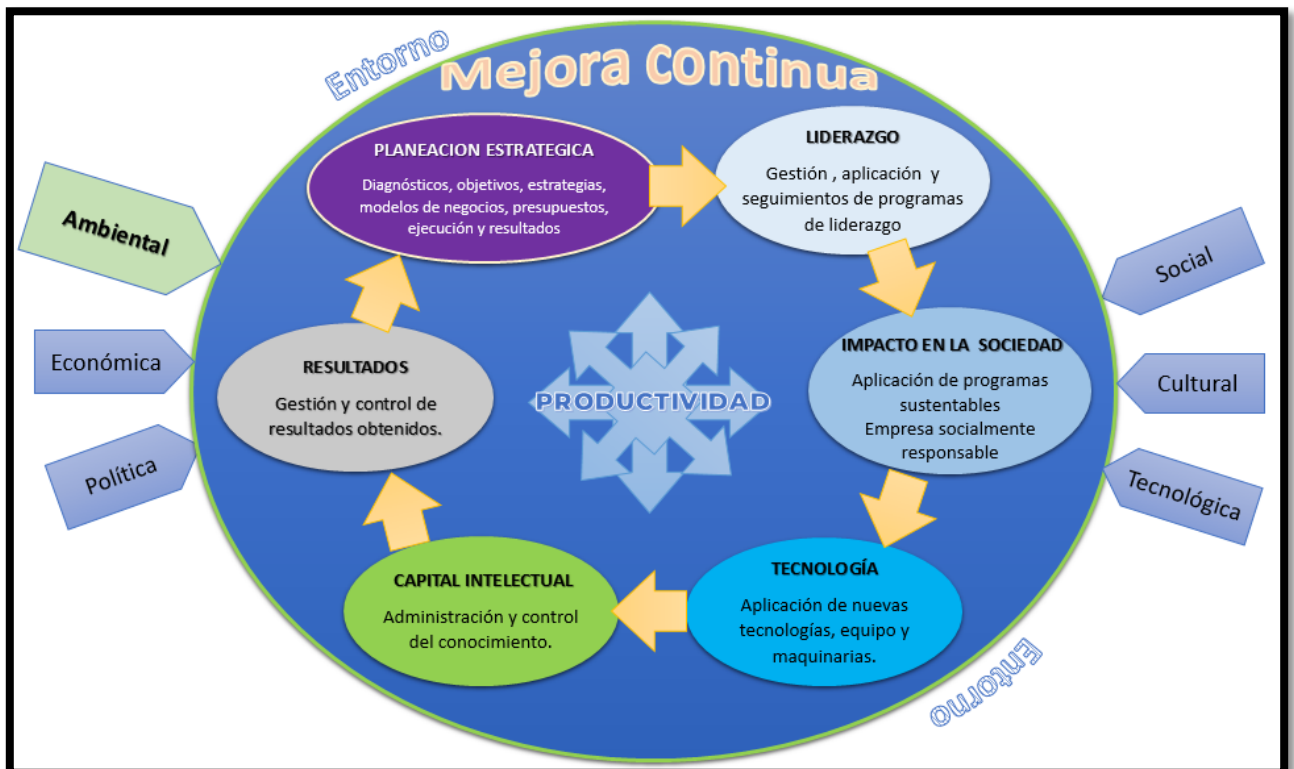 Entorno
Mejora Continua
PLANEACION ESTRATEGICA
Diagnósticos, objetivos, estrategias,
modelos de negocios, presupuestos,
ejecución y resultados
LIDERAZGO
Gestión , aplicación y
seguimientos de programas
de liderazgo
Ambiental
Económica
Política
Social
Cultural
Tecnológica
RESULTADOS
Gestión y control de
resultados obtenidos.
PRODUCTIVIDAD
IMPACTO EN LA SOCIEDAD
Aplicación de programas
sustentables
Empresa socialmente
responsable
CAPITAL INTELECTUAL
Administración y control
del conocimiento.
TECNOLOGÍA
Aplicación de nuevas
tecnologías, equipo y
maquinarias.
Entorno